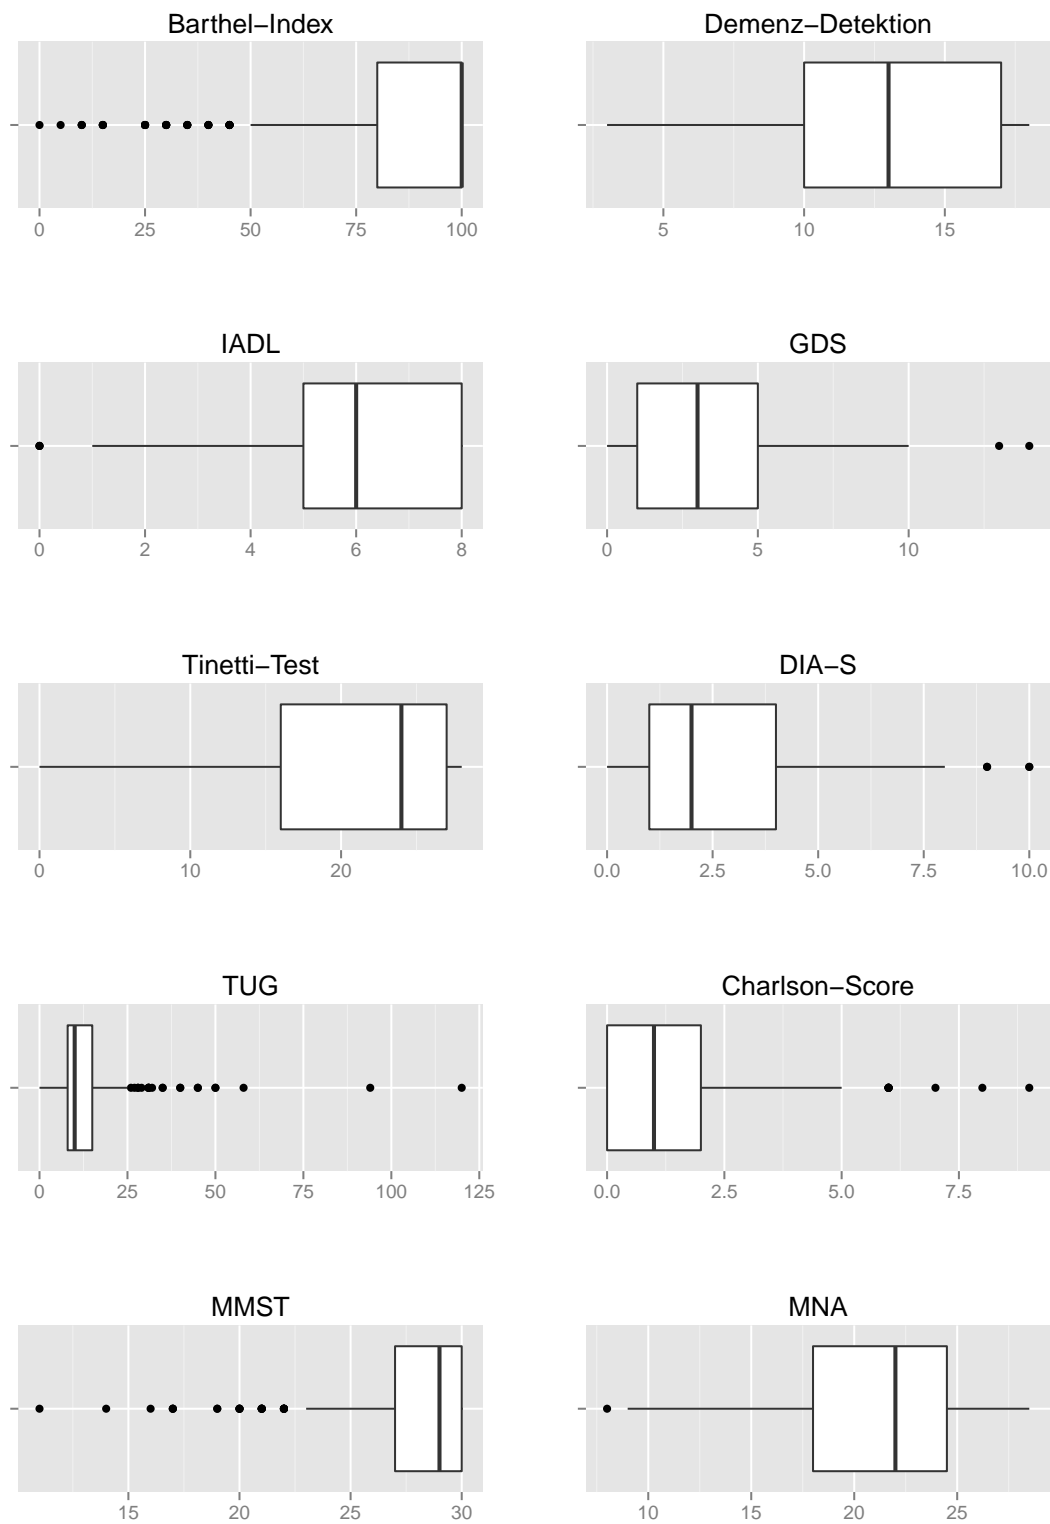 Barthel−Index
Demenz−Detektion
0 25 50 75 100
5 10 15
IADL
GDS
0 2 4 6 8
0 5 10
Tinetti−Test
DIA−S
0 10 20
0.0 2.5 5.0 7.5 10.0
TUG
Charlson−Score
0 25 50 75 100 125
0.0 2.5 5.0 7.5
MMST
MNA
15 20 25 30
10 15 20 25